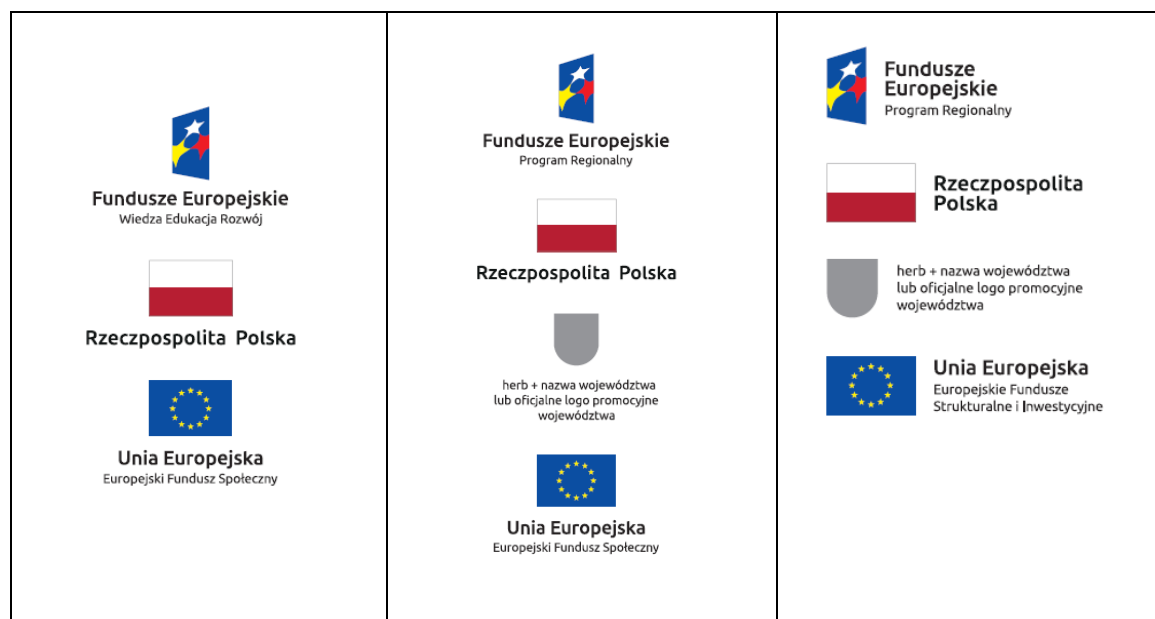 Fundusze Europejskie
Wiedza Edukacja Rozwój
Rzeczpospolita Polska
Unia Europejska
Europejski Fundusz Społeczny
Fundusze Europejskie
Program Regionalny
Rzeczpospolita Polska
herb + nazwa województwa
lub oficjalne logo promocyjne
województwa
Unia Europejska
Europejski Fundusz Społeczny
Fundusze
Europejskie
Program Regionalny
Rzeczpospolita
Polska
herb + nazwa województwa
lub oficjalne logo promocyjne
województwa
Unia Europejska
Europejskie Fundusze
Strukturalne i Inwestycyjne